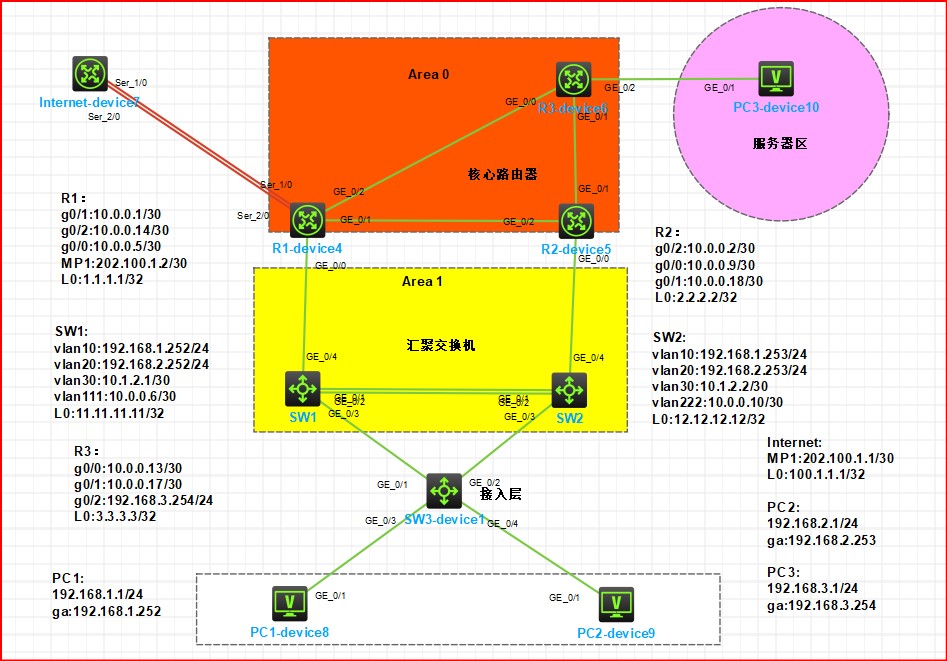 Area 0
Ser_1/0
Internet-device7
Ser_2/0
GE_0/0
R3-device6
GE_0/2
GE_0/1
GE_0/1
PC3-device10
服务器区
核心路由器
Ser_1/0
Ser_2/0
GE_0/2
GE_0/1
GE_0/1
GE_0/2
R1-device4
R2-device5
GE_0/0
GE_0/0
R1:
g0/1:10.0.0.1/30
g0/2:10.0.0.14/30
g0/0:10.0.0.5/30
MP1:202.100.1.2/30
L0:1.1.1.1/32
R2:
g0/2:10.0.0.2/30
g0/0:10.0.0.9/30
g0/1:10.0.0.18/30
L0:2.2.2.2/32
Area 1
汇聚交换机
GE_0/4
GE_0/4
SW1
SW2
GE_0/1
GE_0/2
GE_0/3
GE_0/1
GE_0/2
GE_0/3
SW1:
vlan10:192.168.1.252/24
vlan20:192.168.2.252/24
vlan30:10.1.2.1/30
vlan111:10.0.0.6/30
L0:11.11.11.11/32
SW2:
vlan10:192.168.1.253/24
vlan20:192.168.2.253/24
vlan30:10.1.2.2/30
vlan222:10.0.0.10/30
L0:12.12.12.12/32
R3:
g0/0:10.0.0.13/30
g0/1:10.0.0.17/30
g0/2:192.168.3.254/24
L0:3.3.3.3/32
Internet:
MP1:202.100.1.1/30
L0:100.1.1.1/32
GE_0/1
GE_0/2
接入层
SW3-device1
GE_0/3
GE_0/4
PC2:
192.168.2.1/24
ga:192.168.2.253
PC3:
192.168.3.1/24
ga:192.168.3.254
PC1:
192.168.1.1/24
ga:192.168.1.252
GE_0/1
GE_0/1
PC1-device8
PC2-device9